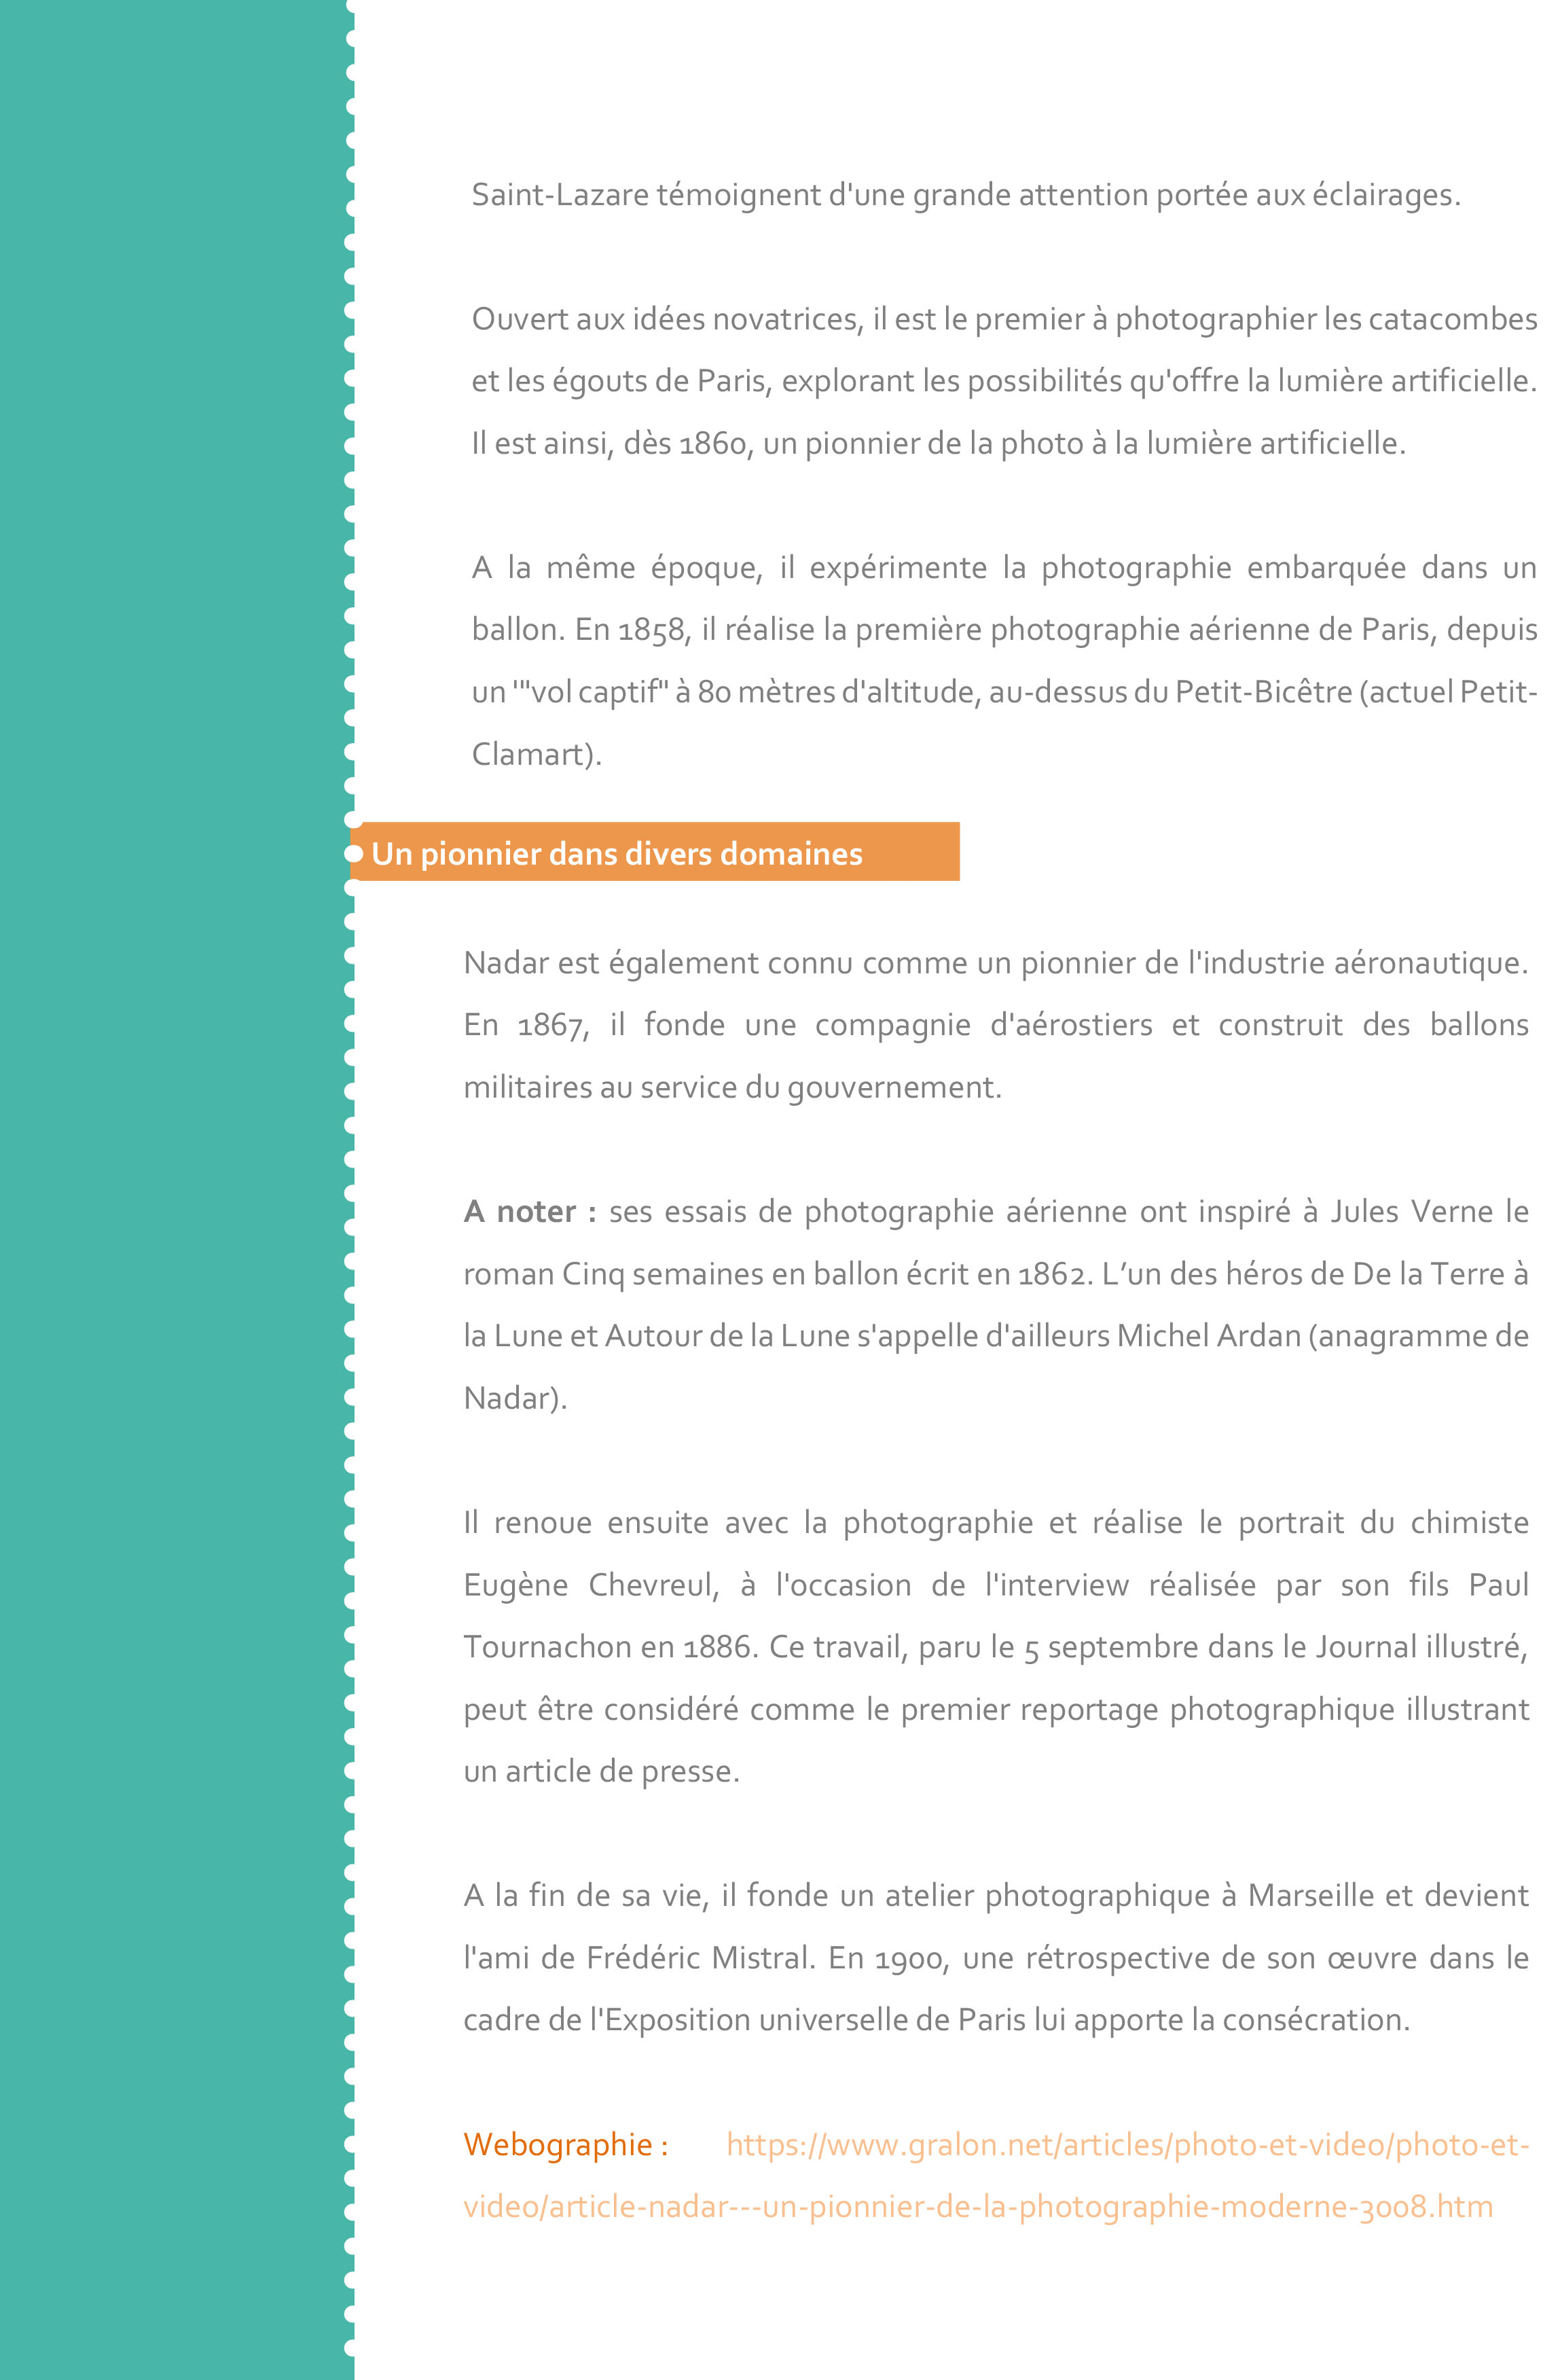 Saint-Lazare témoignent d'une grande attention portée aux éclairages.
Ouvert aux idées novatrices, il est le premier à photographier les catacombes
et les égouts de Paris, explorant les possibilités qu'offre la lumière artificielle.
Il est ainsi, dès 1860, un pionnier de la photo à la lumière artificielle.
A la même époque, il expérimente la photographie embarquée dans un
ballon. En 1858, il réalise la première photographie aérienne de Paris, depuis
un '"vol captif" à 80 mètres d'altitude, au-dessus du Petit-Bicêtre (actuel Petit-
Clamart).
Un pionnier dans divers domaines
Nadar est également connu comme un pionnier de l'industrie aéronautique.
En 1867, il fonde une compagnie d'aérostiers et construit des ballons
militaires au service du gouvernement.
A noter : ses essais de photographie aérienne ont inspiré à Jules Verne le
roman Cinq semaines en ballon écrit en 1862. L’un des héros de De la Terre à
la Lune et Autour de la Lune s'appelle d'ailleurs Michel Ardan (anagramme de
Nadar).
Il renoue ensuite avec la photographie et réalise le portrait du chimiste
Eugène Chevreul, à l'occasion de l'interview réalisée par son fils Paul
Tournachon en 1886. Ce travail, paru le 5 septembre dans le Journal illustré,
peut être considéré comme le premier reportage photographique illustrant
un article de presse.
A la fin de sa vie, il fonde un atelier photographique à Marseille et devient
l'ami de Frédéric Mistral. En 1900, une rétrospective de son œuvre dans le
cadre de l'Exposition universelle de Paris lui apporte la consécration.
Webographie : https://www.gralon.net/articles/photo-et-video/photo-et-
video/article-nadar---un-pionnier-de-la-photographie-moderne-3008.htm